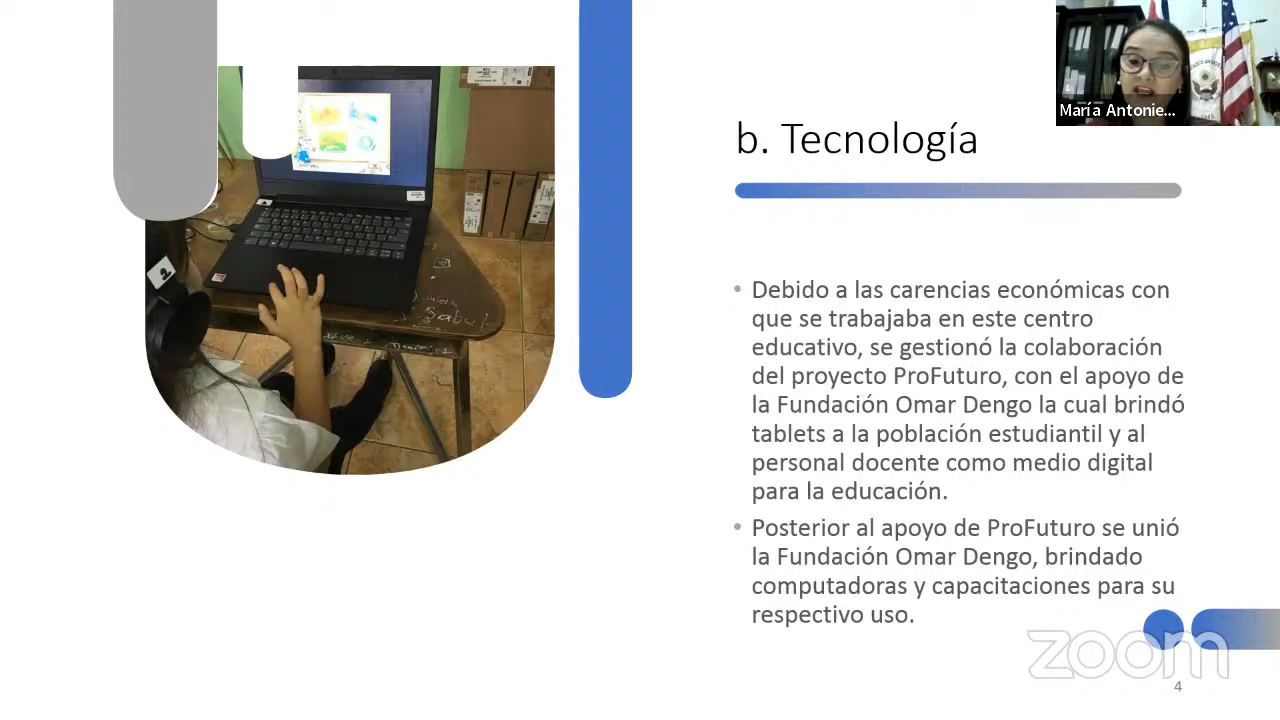 María Antonie...
b. Tecnología
• Debido a las carencias económicas con
que se trabajaba en este centro
educativo, se gestionó la colaboración
del proyecto ProFuturo, con el apoyo de
la Fundación Omar Dengo la cual brindó
tablets a la población estudiantil y al
personal docente como medio digital
para la educación.
• Posterior al apoyo de ProFuturo se unió
la Fundación Omar Dengo, brindado
computadoras y capacitaciones para su
respectivo uso.
zoom
4